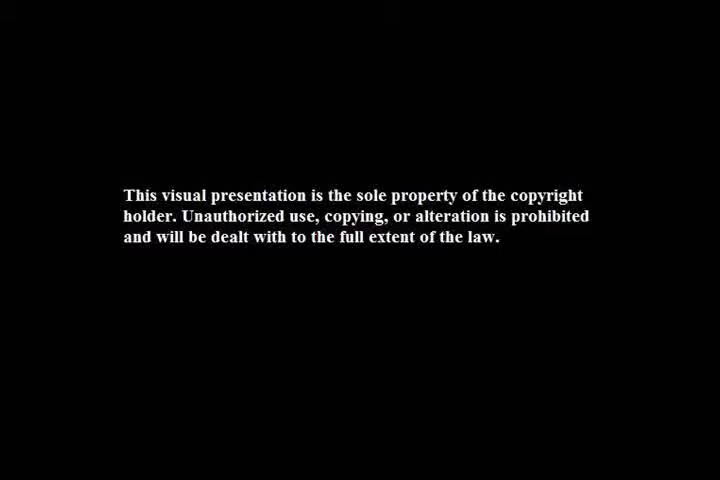 This visual presentation is the sole property of the copyright
holder. Unauthorized use, copying, or alteration is prohibited
and will be dealt with to the full extent of the law.